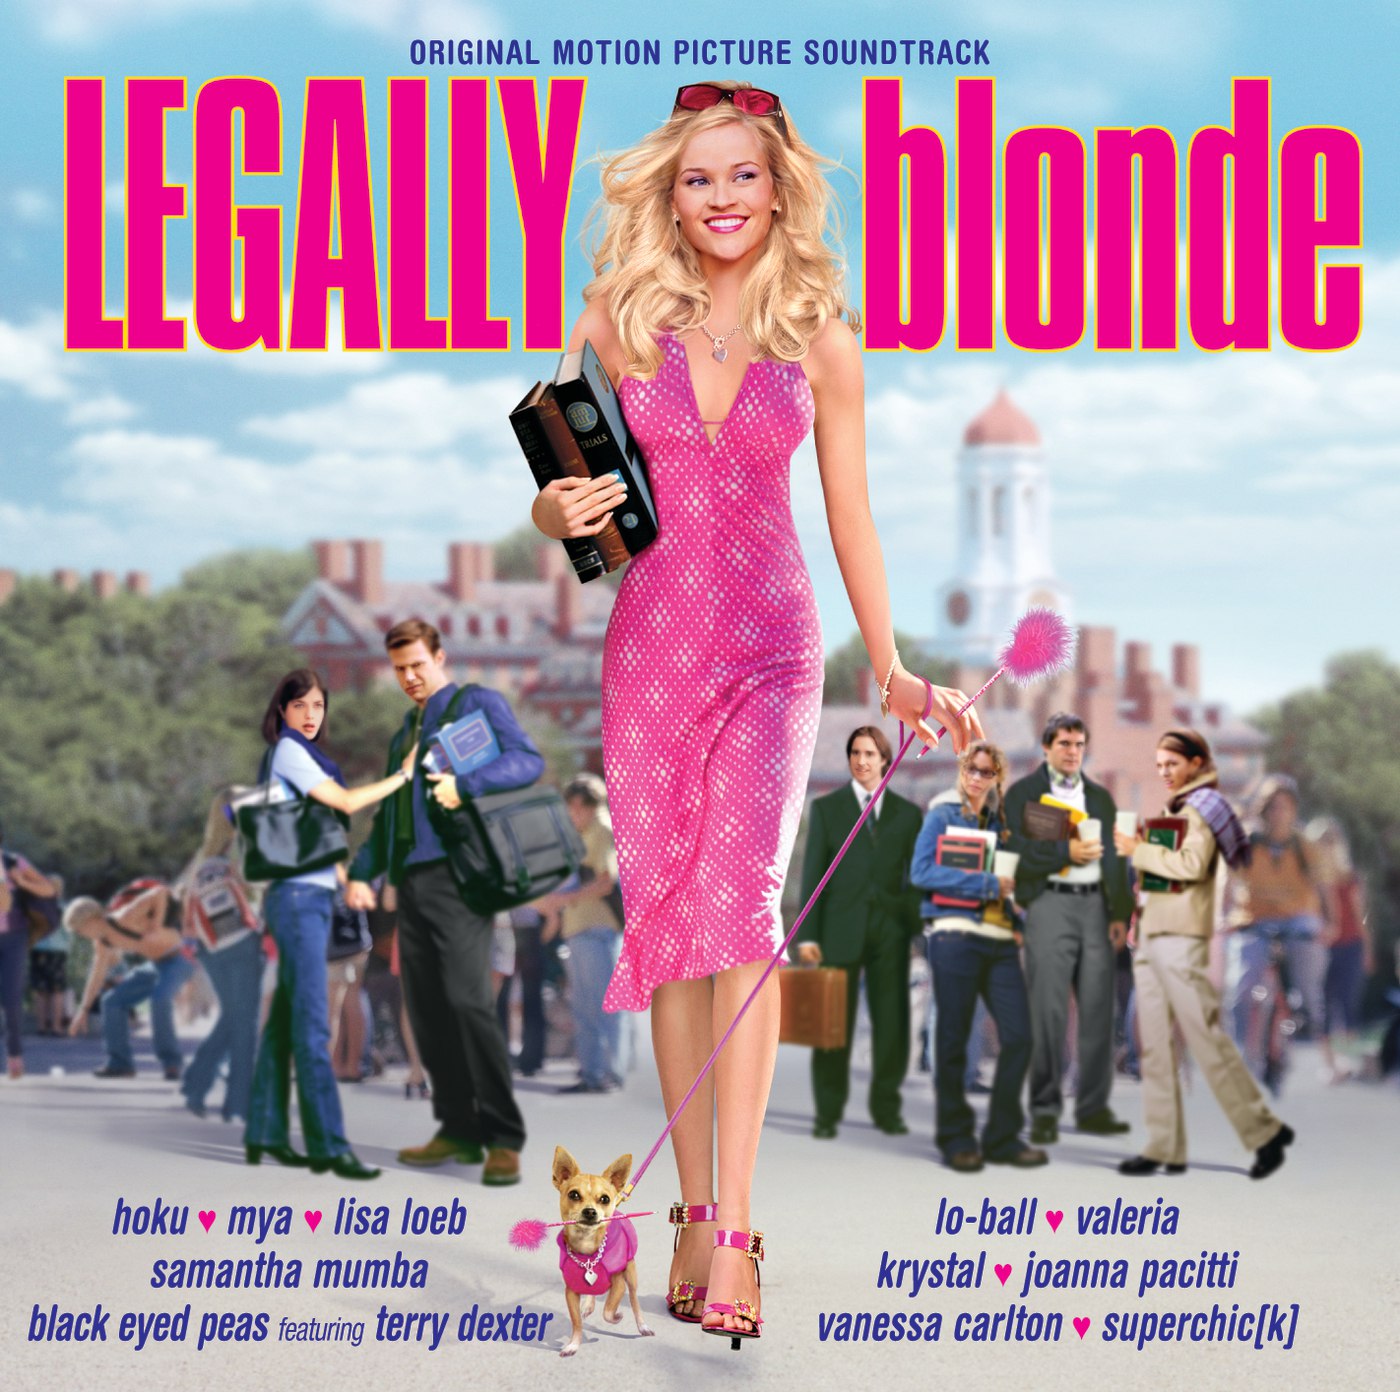 ORIGINAL MOTION PICTURE SOUNDTRACK
LEGALLY blonde
TRIALS
hoku ♥ mya ♥ lisa loeb
samantha mumba
black eyed peas featuring terry dexter
lo-ball ♥ valeria
krystal ♥ joanna pacitti
vanessa carlton ♥ superchic[k]